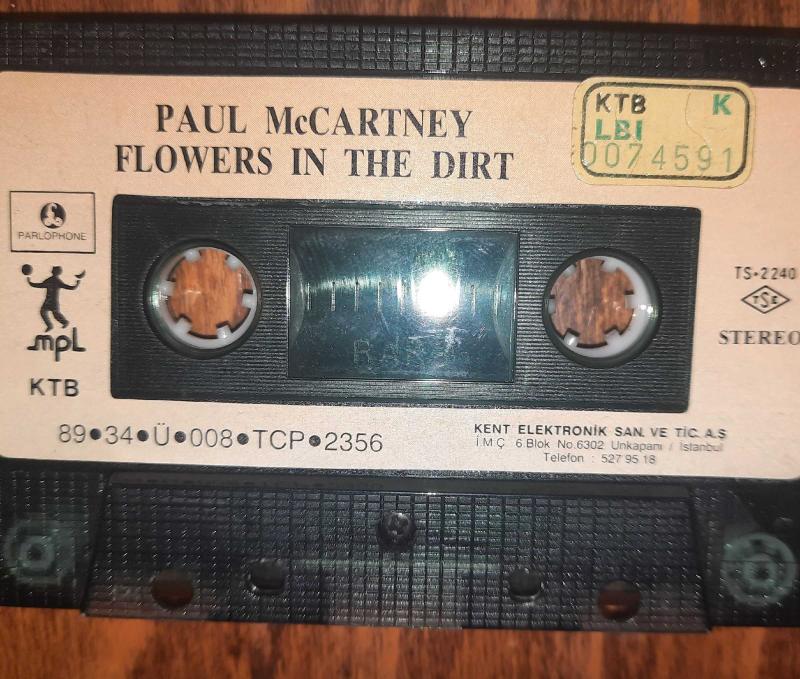 PAUL McCARTNEY
FLOWERS IN THE DIRT
KTB K
LBI
0074591
PARLOPHONE
mpl
KTB
TS•2240
TSE
STEREO
89•34•Ü•008•TCP•2356
KENT ELEKTRONİK SAN. VE TİC. A.Ş
İ M Ç 6.Blok No.6302 Unkapanı / İstanbul
Telefon : 527 95 18